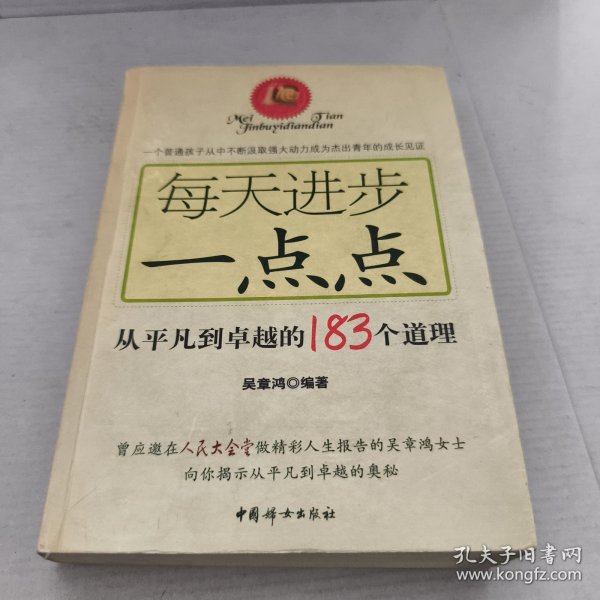 Mei Tian
Jinbuyidiandian
一个普通孩子从中不断汲取强大动力成为杰出青年的成长见证
每天进步
一点点
从平凡到卓越的183个道理
吴章鸿◎编著
曾应邀在人民大会堂做精彩人生报告的吴章鸿女士
向你揭示从平凡到卓越的奥秘
中国妇女出版社
孔夫子旧书网
www.kongfz.com